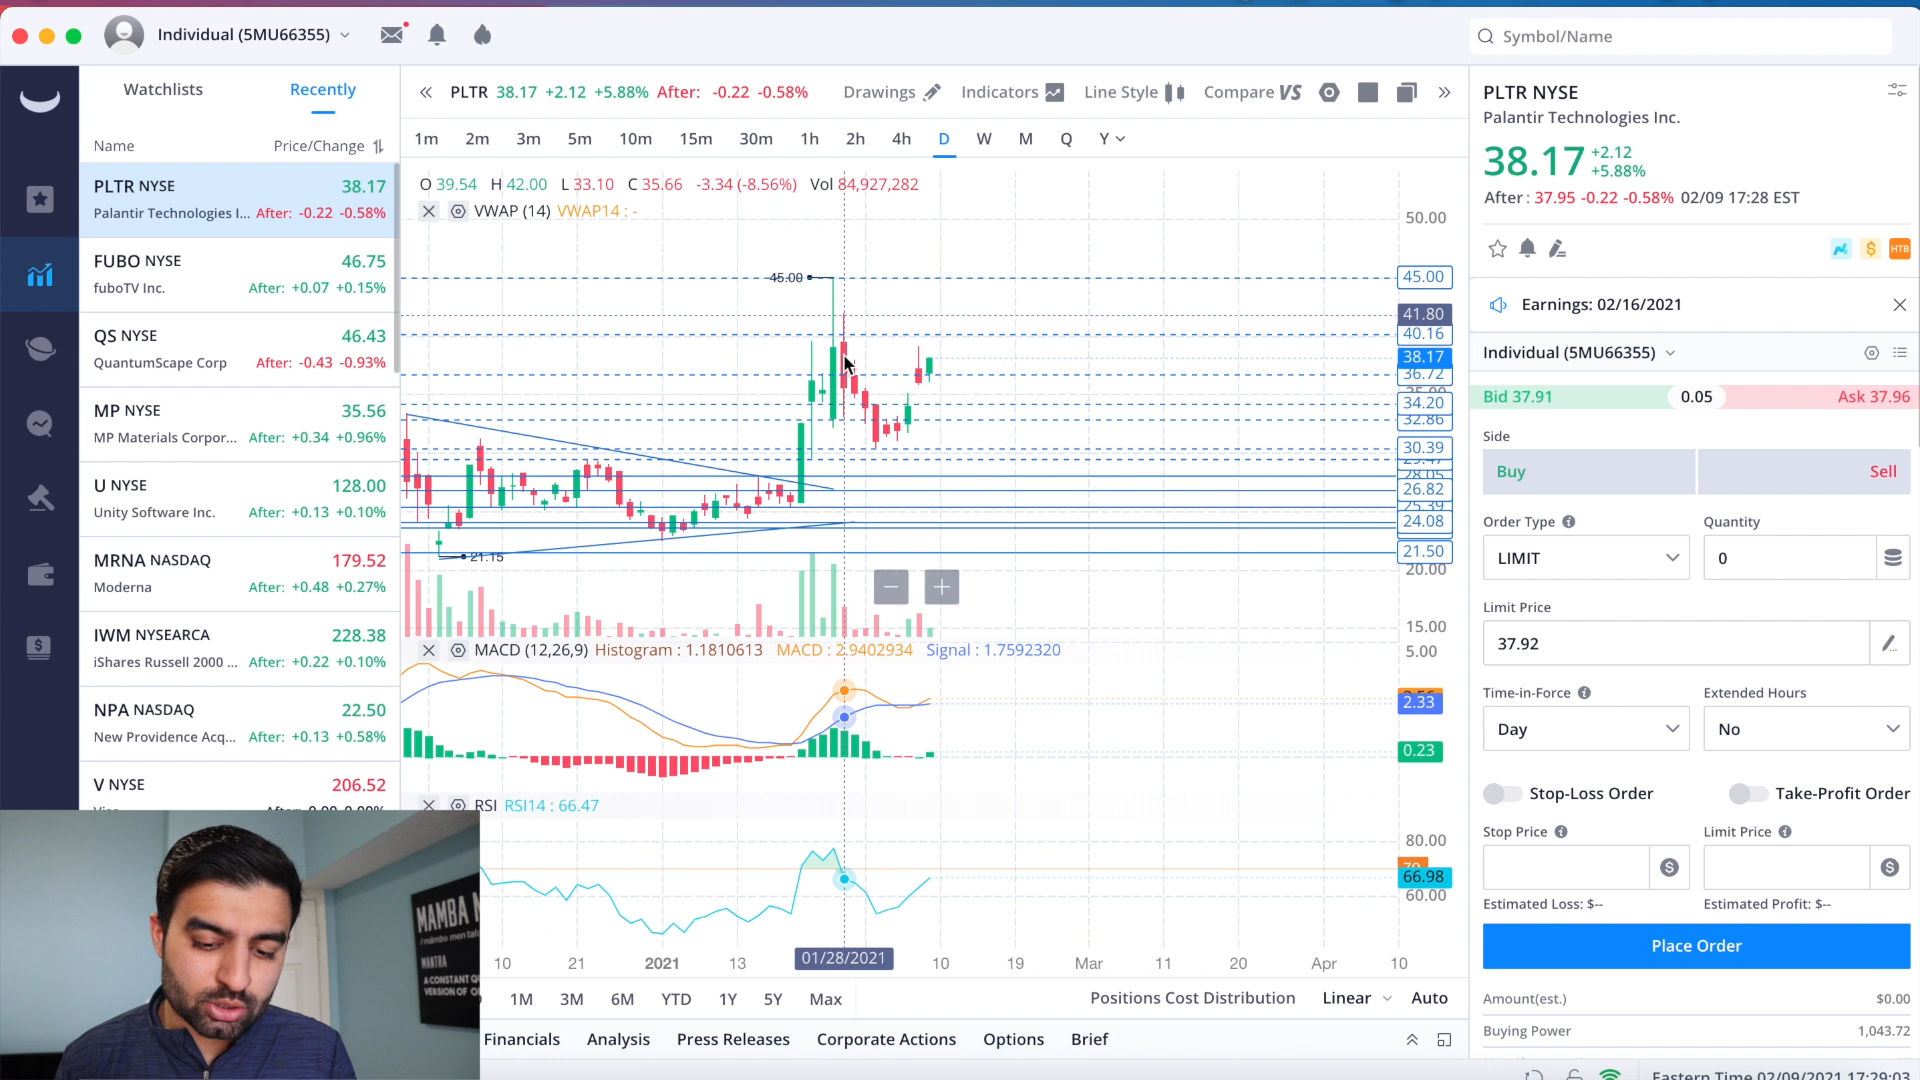 Individual (5MU66355)
Symbol/Name
Watchlists
Recently
Name
Price/Change
PLTR NYSE
38.17
Palantir Technologies I...
After: -0.22 -0.58%
FUBO NYSE
46.75
fuboTV Inc.
After: +0.07 +0.15%
QS NYSE
46.43
QuantumScape Corp
After: -0.43 -0.93%
MP NYSE
35.56
MP Materials Corpor...
After: +0.34 +0.96%
U NYSE
128.00
Unity Software Inc.
After: +0.13 +0.10%
MRNA NASDAQ
179.52
Moderna
After: +0.48 +0.27%
IWM NYSEARCA
228.38
iShares Russell 2000 ...
After: +0.22 +0.10%
NPA NASDAQ
22.50
New Providence Acq...
After: +0.13 +0.58%
V NYSE
206.52
PLTR 38.17 +2.12 +5.88% After: -0.22 -0.58%
Drawings
Indicators
Line Style
Compare VS
1m 2m 3m 5m 10m 15m 30m 1h 2h 4h D W M Q Y
O 39.54 H 42.00 L 33.10 C 35.66 -3.34 (-8.56%) Vol 84,927,282
VWAP (14) VWAP14 : -
50.00
45.00
45.00
41.80
40.16
38.17
36.72
34.20
32.86
30.39
26.82
24.08
21.50
21.15
20.00
15.00
MACD (12,26,9) Histogram : 1.1810613 MACD : 2.9402934 Signal : 1.7592320
5.00
2.33
0.23
RSI RSI14 : 66.47
80.00
66.98
60.00
10 21 2021 13 01/28/2021 10 19 Mar 11 20 Apr 10
1M 3M 6M YTD 1Y 5Y Max
Positions Cost Distribution
Linear
Auto
Financials Analysis Press Releases Corporate Actions Options Brief
PLTR NYSE
Palantir Technologies Inc.
38.17
+2.12
+5.88%
After : 37.95 -0.22 -0.58% 02/09 17:28 EST
HTB
Earnings: 02/16/2021
Individual (5MU66355)
Bid 37.91
0.05
Ask 37.96
Side
Buy
Sell
Order Type
Quantity
LIMIT
0
Limit Price
37.92
Time-in-Force
Extended Hours
Day
No
Stop-Loss Order
Take-Profit Order
Stop Price
Limit Price
Estimated Loss: $--
Estimated Profit: $--
Place Order
Amount(est.)
$0.00
Buying Power
1,043.72
Eastern Time 02/09/2021 17:29:03
MAMBA M
MANTRA
A CONSTANT
VERSION OF